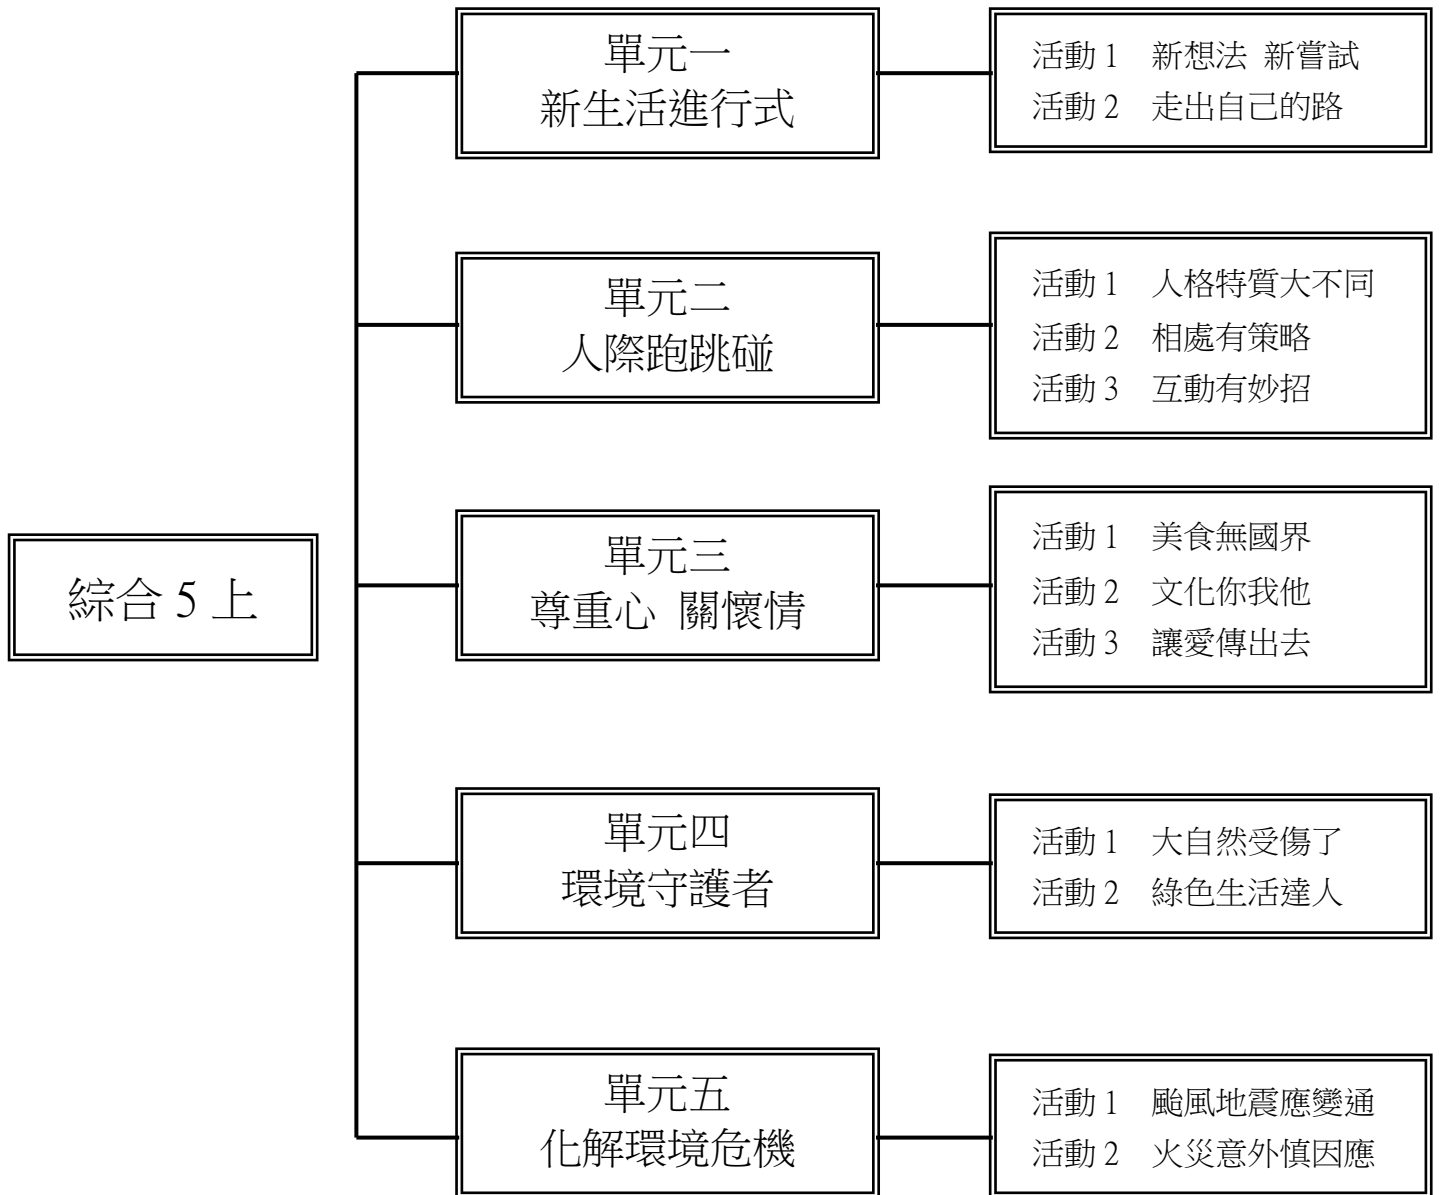 綜合 5 上
單元一
新生活進行式
活動 1 新想法 新嘗試
活動 2 走出自己的路
單元二
人際跑跳碰
活動 1 人格特質大不同
活動 2 相處有策略
活動 3 互動有妙招
單元三
尊重心 關懷情
活動 1 美食無國界
活動 2 文化你我他
活動 3 讓愛傳出去
單元四
環境守護者
活動 1 大自然受傷了
活動 2 綠色生活達人
單元五
化解環境危機
活動 1 颱風地震應變通
活動 2 火災意外慎因應